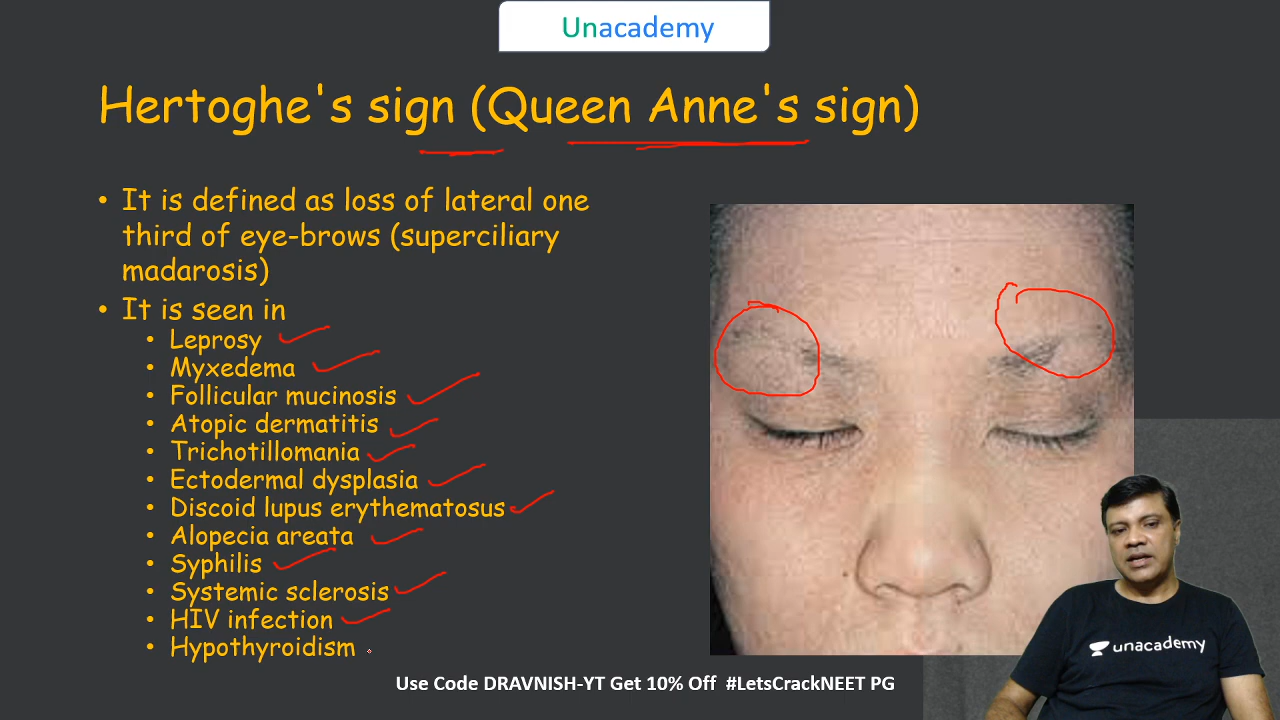 Unacademy
Hertoghe's sign (Queen Anne's sign)
• It is defined as loss of lateral one
third of eye-brows (superciliary
madarosis)
• It is seen in
• Leprosy
• Myxedema
• Follicular mucinosis
• Atopic dermatitis
• Trichotillomania
• Ectodermal dysplasia
• Discoid lupus erythematosus
• Alopecia areata
• Syphilis
• Systemic sclerosis
• HIV infection
• Hypothyroidism
unacademy
Use Code DRAVNISH-YT Get 10% Off #LetsCrackNEET PG